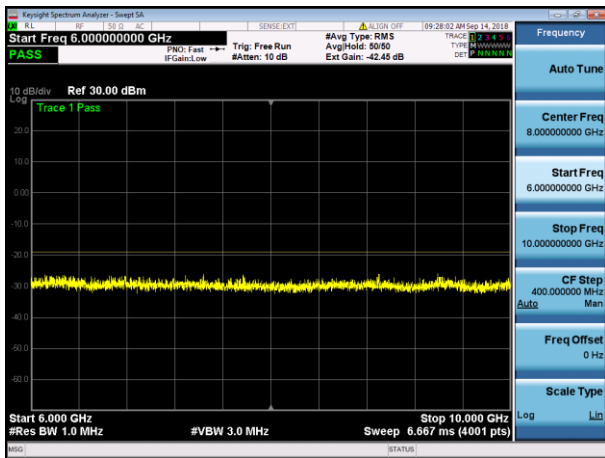 Keysight Spectrum Analyzer - Swept SA
RL RF 50 Ω AC SENSE:EXT ALIGN OFF 09:28:02 AM Sep 14, 2018
Start Freq 6.000000000 GHz
PASS
PNO: Fast
IFGain:Low
Trig: Free Run
#Atten: 10 dB
#Avg Type: RMS
Avg|Hold: 50/50
Ext Gain: -42.45 dB
TRACE 1 2 3 4 5 6
TYPE M WWWWW
DET P N N N N N
10 dB/div Ref 30.00 dBm
Log
Trace 1 Pass
20.0
10.0
0.00
-10.0
-20.0
-30.0
-40.0
-50.0
-60.0
Start 6.000 GHz
Stop 10.000 GHz
#Res BW 1.0 MHz
#VBW 3.0 MHz
Sweep 6.667 ms (4001 pts)
MSG
STATUS
Frequency
Auto Tune
Center Freq
8.000000000 GHz
Start Freq
6.000000000 GHz
Stop Freq
10.000000000 GHz
CF Step
400.000000 MHz
Auto Man
Freq Offset
0 Hz
Scale Type
Log Lin